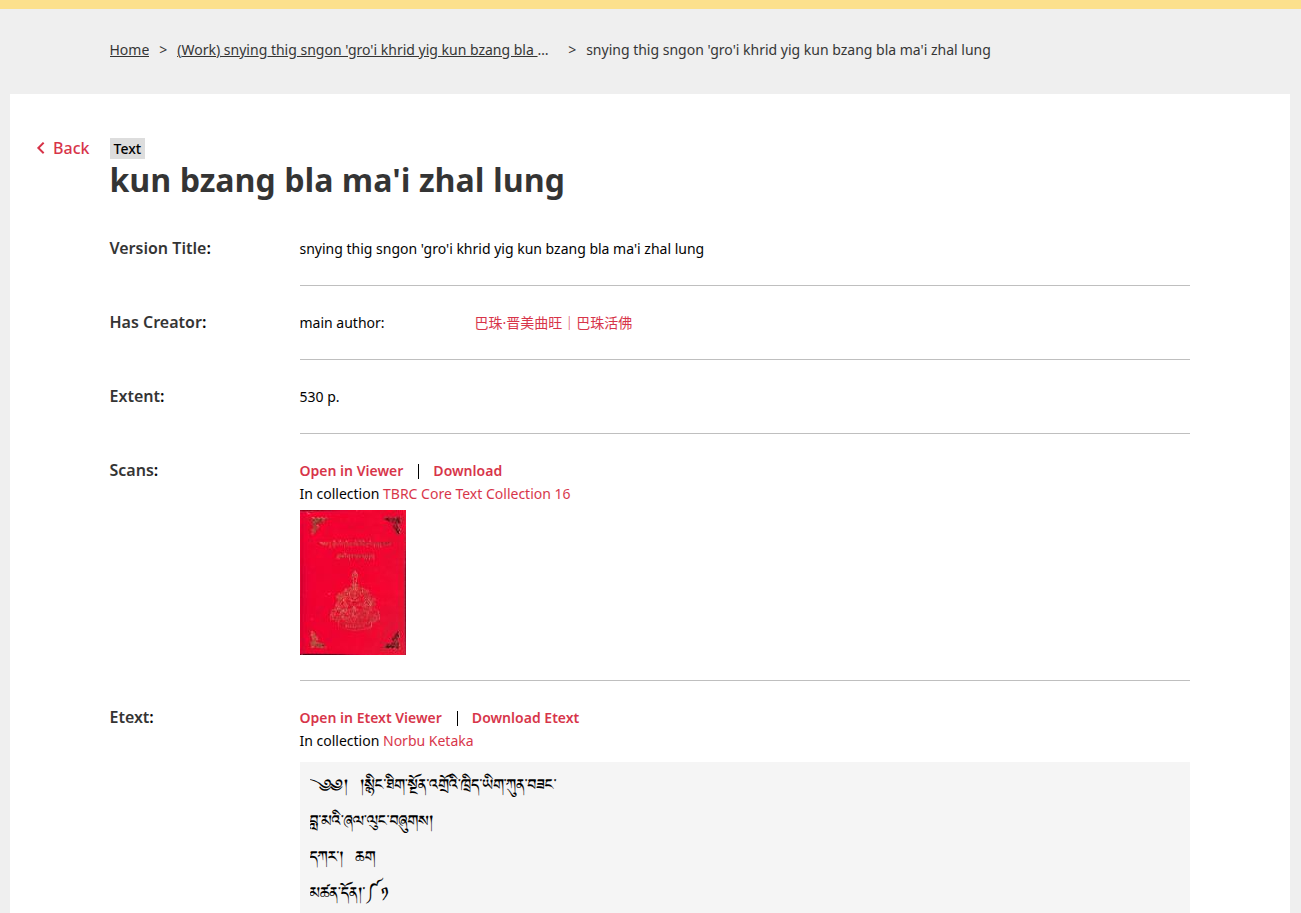 Home > (Work) snying thig sngon 'gro'i khrid yig kun bzang bla ... > snying thig sngon 'gro'i khrid yig kun bzang bla ma'i zhal lung
Back Text
kun bzang bla ma'i zhal lung
Version Title: snying thig sngon 'gro'i khrid yig kun bzang bla ma'i zhal lung
Has Creator: main author: 巴珠·晋美曲旺 | 巴珠活佛
Extent: 530 p.
Scans: Open in Viewer | Download
In collection TBRC Core Text Collection 16
Etext: Open in Etext Viewer | Download Etext
In collection Norbu Ketaka
༄༅། །སྙིང་ཐིག་སྔོན་འགྲོའི་ཁྲིད་ཡིག་ཀུན་བཟང་
བླ་མའི་ཞལ་ལུང་བཞུགས།
དཀར་། ཆག
མཚན་དོན།་༼༡